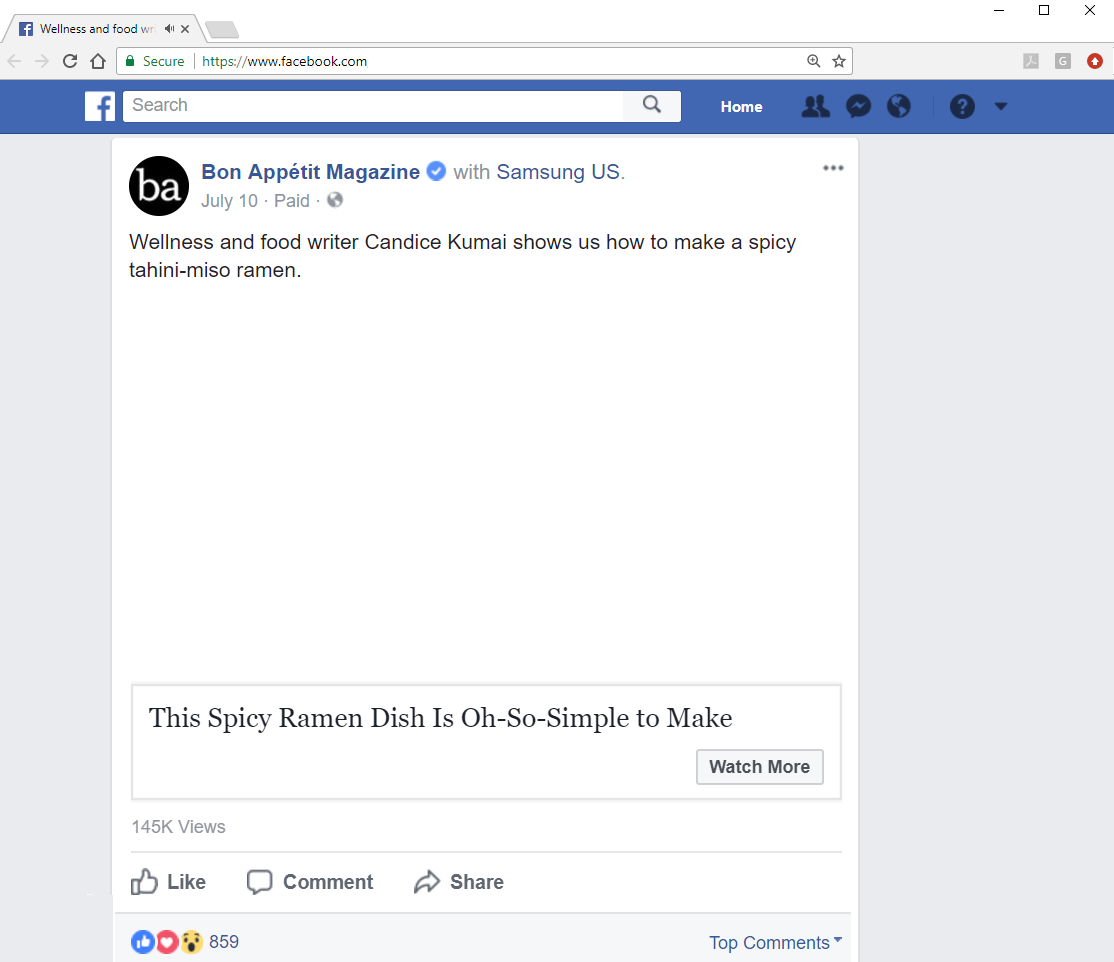 Wellness and food wri
Secure
https://www.facebook.com
G
f
Search
Home
?
ba
Bon Appétit Magazine with Samsung US.
July 10 · Paid ·
Wellness and food writer Candice Kumai shows us how to make a spicy
tahini-miso ramen.
This Spicy Ramen Dish Is Oh-So-Simple to Make
Watch More
145K Views
Like Comment Share
859
Top Comments